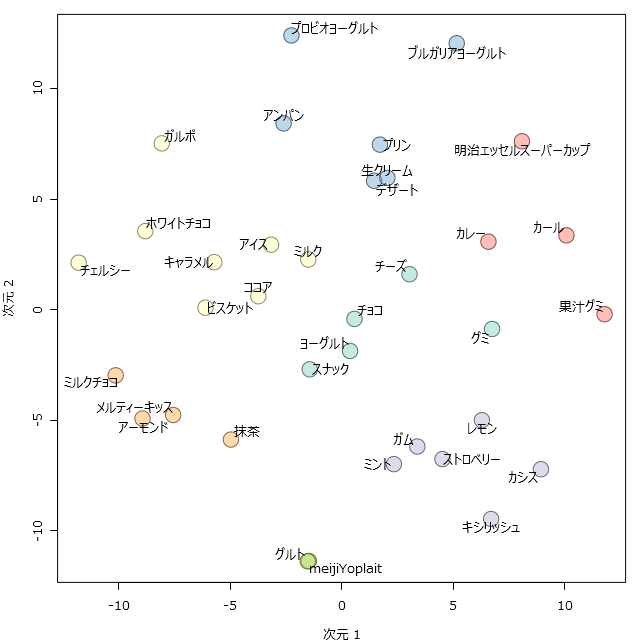 プロビオヨーグルト
ブルガリアヨーグルト
10
アンパン
ガルボ
プリン
明治エッセルスーパーカップ
生クリーム
デザート
5
ホワイトチョコ
カール
カレー
アイス
ミルク
キャラメル
チェルシー
チーズ
次元 2
ココア
0
ビスケット
チョコ
果汁グミ
グミ
ヨーグルト
スナック
ミルクチョコ
メルティーキッス
アーモンド
-5
抹茶
レモン
ガム
ミント
ストロベリー
カシス
-10
キシリッシュ
グルト
meijiYoplait
-10
-5
0
5
10
次元 1